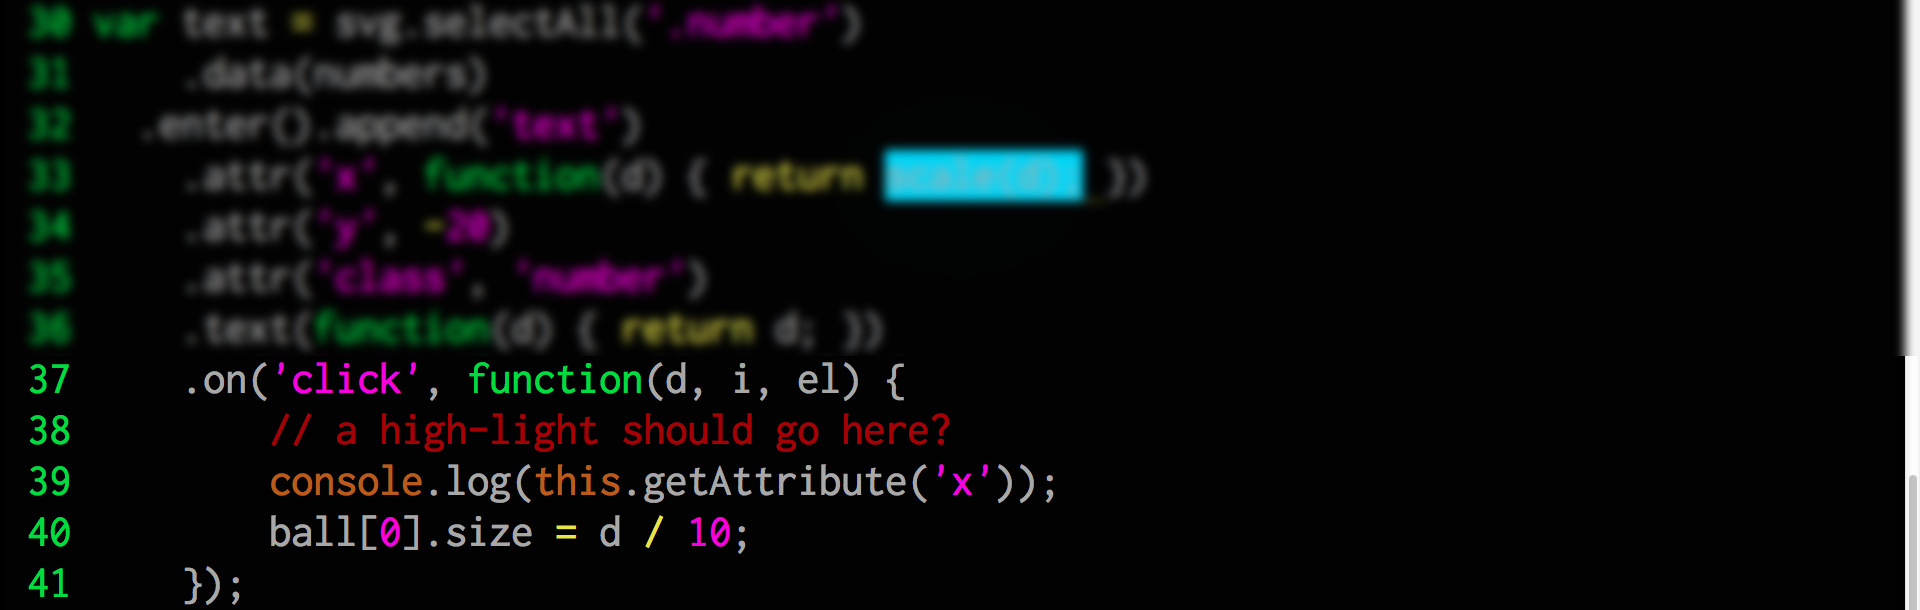 30 var text = svg.selectAll('.number')
31 .data(numbers)
32 .enter().append('text')
33 .attr('x', function(d) { return scale(d); })
34 .attr('y', -20)
35 .attr('class', 'number')
36 .text(function(d) { return d; })
37 .on('click', function(d, i, el) {
38 // a high-light should go here?
39 console.log(this.getAttribute('x'));
40 ball[0].size = d / 10;
41 });